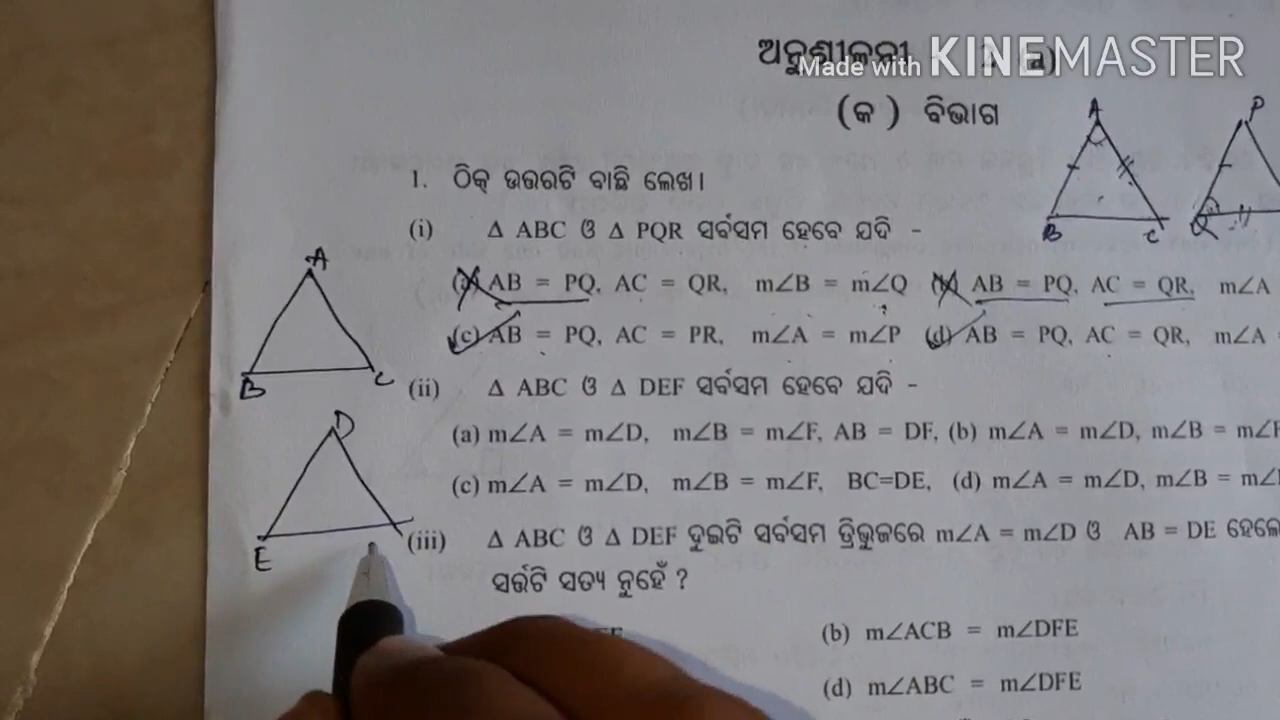 ଅନୁଶୀଳନୀ - (a)
Made with KINEMASTER
(କ) ବିଭାଗ
A P
B C Q
1. ଠିକ୍ ଉତ୍ତରଟି ବାଛି ଲେଖ।
(i) Δ ABC ଓ Δ PQR ସର୍ବସମ ହେବେ ଯଦି -
(a) AB = PQ, AC = QR, m∠B = m∠Q (b) AB = PQ, AC = QR, m∠A
(c) AB = PQ, AC = PR, m∠A = m∠P (d) AB = PQ, AC = QR, m∠A =
A
B C
(ii) Δ ABC ଓ Δ DEF ସର୍ବସମ ହେବେ ଯଦି -
(a) m∠A = m∠D, m∠B = m∠F, AB = DF, (b) m∠A = m∠D, m∠B = m∠
(c) m∠A = m∠D, m∠B = m∠F, BC=DE, (d) m∠A = m∠D, m∠B = m∠
D
E
(iii) Δ ABC ଓ Δ DEF ଦୁଇଟି ସର୍ବସମ ତ୍ରିଭୁଜରେ m∠A = m∠D ଓ AB = DE ହେଲେ
ସର୍ତ୍ତଟି ସତ୍ୟ ନୁହେଁ ?
(b) m∠ACB = m∠DFE
(d) m∠ABC = m∠DFE